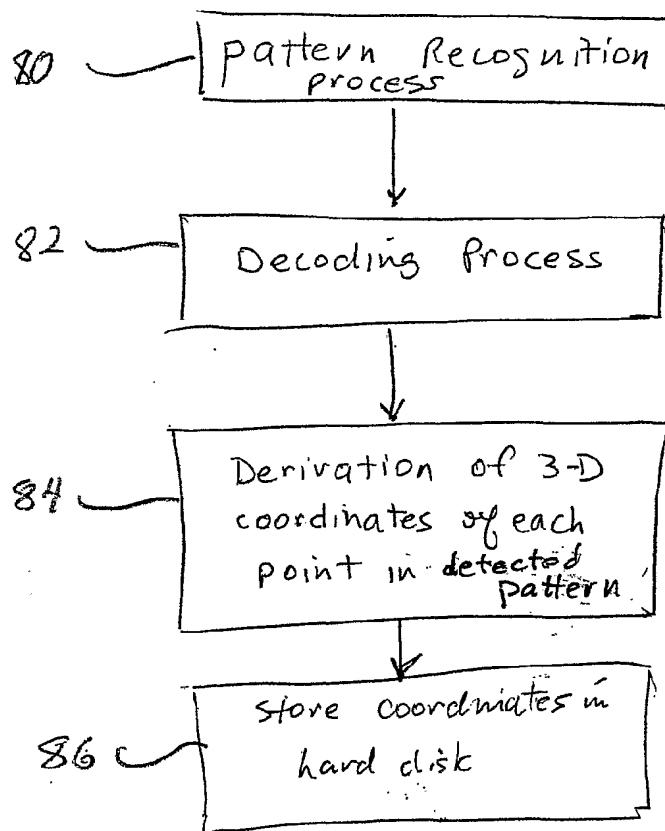 80 pattern Recognition
process
82 Decoding Process
Derivation of 3-D
84 coordinates of each
point in detected
pattern
store coordinates in
86 hard disk